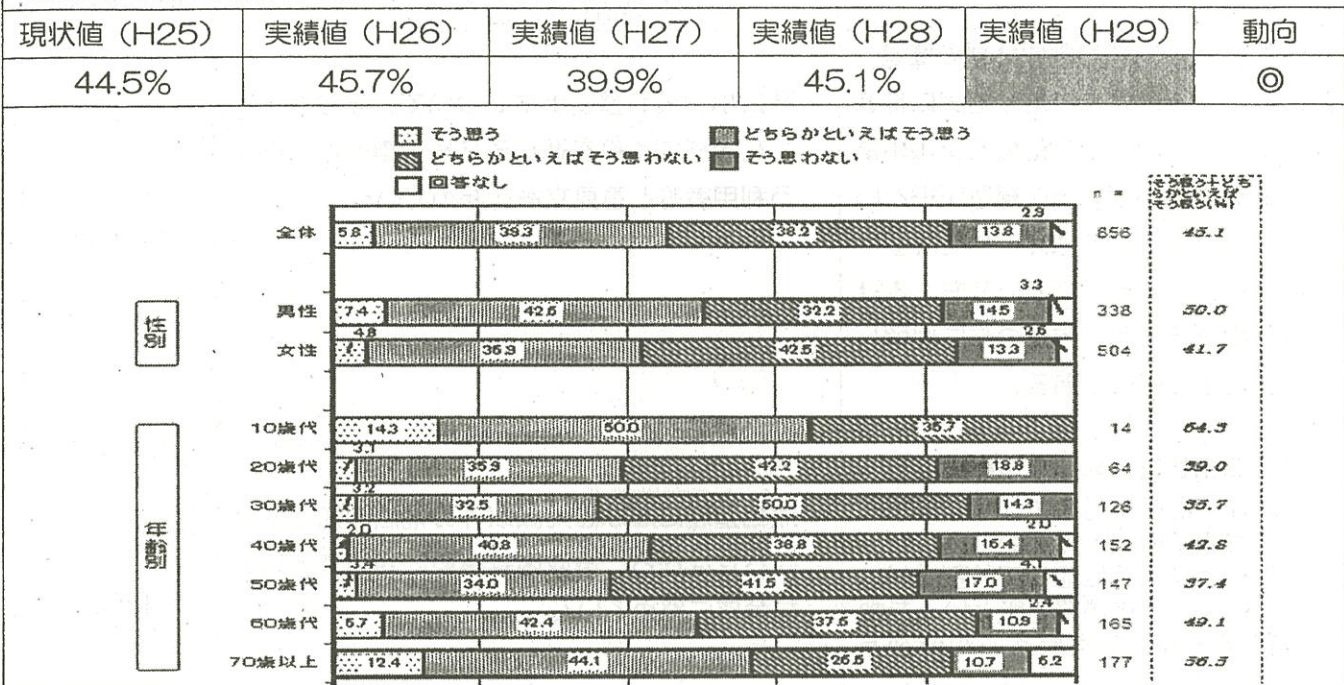 現状値（H25） 実績値（H26） 実績値（H27） 実績値（H28） 実績値（H29） 動向
44.5% 45.7% 39.9% 45.1% ◎
そう思う どちらかといえばそう思う
どちらかといえばそう思わない そう思わない
回答なし
n = そう思う＋どちらかといえばそう思う(%)
全体 5.8 39.3 38.2 13.8 2.9 856 45.1
性別
男性 7.4 42.6 32.2 14.5 3.3 338 50.0
女性 4.8 36.9 42.5 13.3 2.6 504 41.7
年齢別
10歳代 14.3 50.0 35.7 14 64.3
20歳代 3.1 35.9 42.2 18.8 64 39.0
30歳代 3.2 32.5 50.0 14.3 126 35.7
40歳代 2.0 40.8 38.8 16.4 2.0 152 42.8
50歳代 3.4 34.0 41.5 17.0 4.1 147 37.4
60歳代 6.7 42.4 37.6 10.9 2.4 165 49.1
70歳以上 12.4 44.1 26.6 10.7 6.2 177 56.5